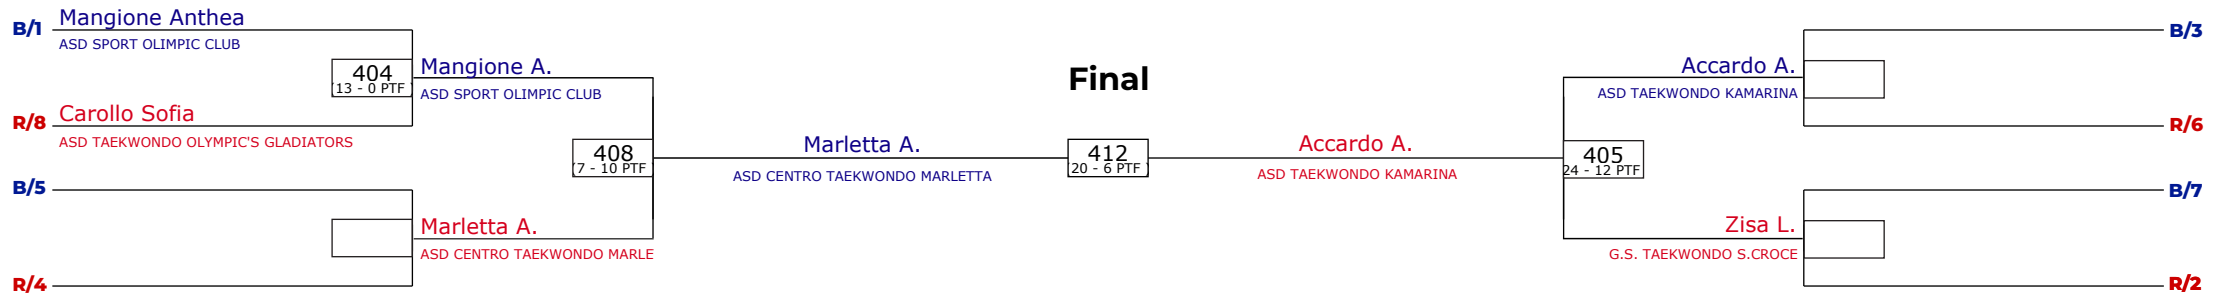 B/1
Mangione Anthea
ASD SPORT OLIMPIC CLUB
404
(13 - 0 PTF )
R/8
Carollo Sofia
ASD TAEKWONDO OLYMPIC'S GLADIATORS
Mangione A.
ASD SPORT OLIMPIC CLUB
408
(7 - 10 PTF
B/5
R/4
Marletta A.
ASD CENTRO TAEKWONDO MARLE
Final
Marletta A.
ASD CENTRO TAEKWONDO MARLETTA
412
(20 - 6 PTF )
Accardo A.
ASD TAEKWONDO KAMARINA
405
24 - 12 PTF
Accardo A.
ASD TAEKWONDO KAMARINA
B/3
R/6
Zisa L.
G.S. TAEKWONDO S.CROCE
B/7
R/2